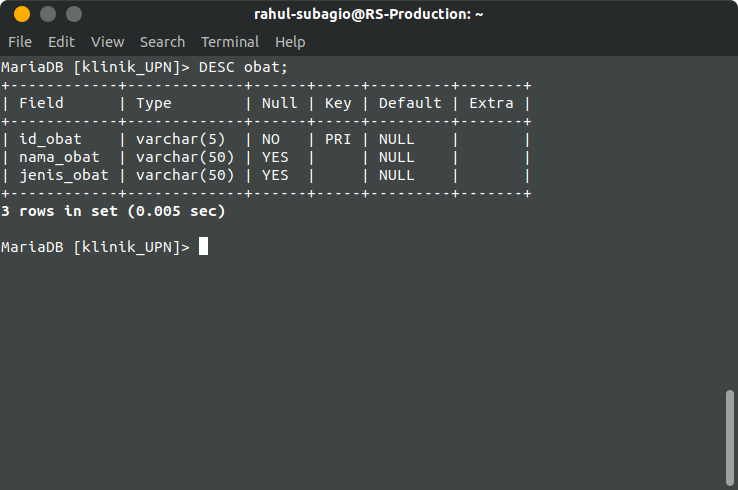 rahul-subagio@RS-Production: ~
File Edit View Search Terminal Help
MariaDB [klinik_UPN]> DESC obat;
+------------+-------------+------+-----+---------+-------+
| Field      | Type        | Null | Key | Default | Extra |
+------------+-------------+------+-----+---------+-------+
| id_obat    | varchar(5)  | NO   | PRI | NULL    |       |
| nama_obat  | varchar(50) | YES  |     | NULL    |       |
| jenis_obat | varchar(50) | YES  |     | NULL    |       |
+------------+-------------+------+-----+---------+-------+
3 rows in set (0.005 sec)
MariaDB [klinik_UPN]>